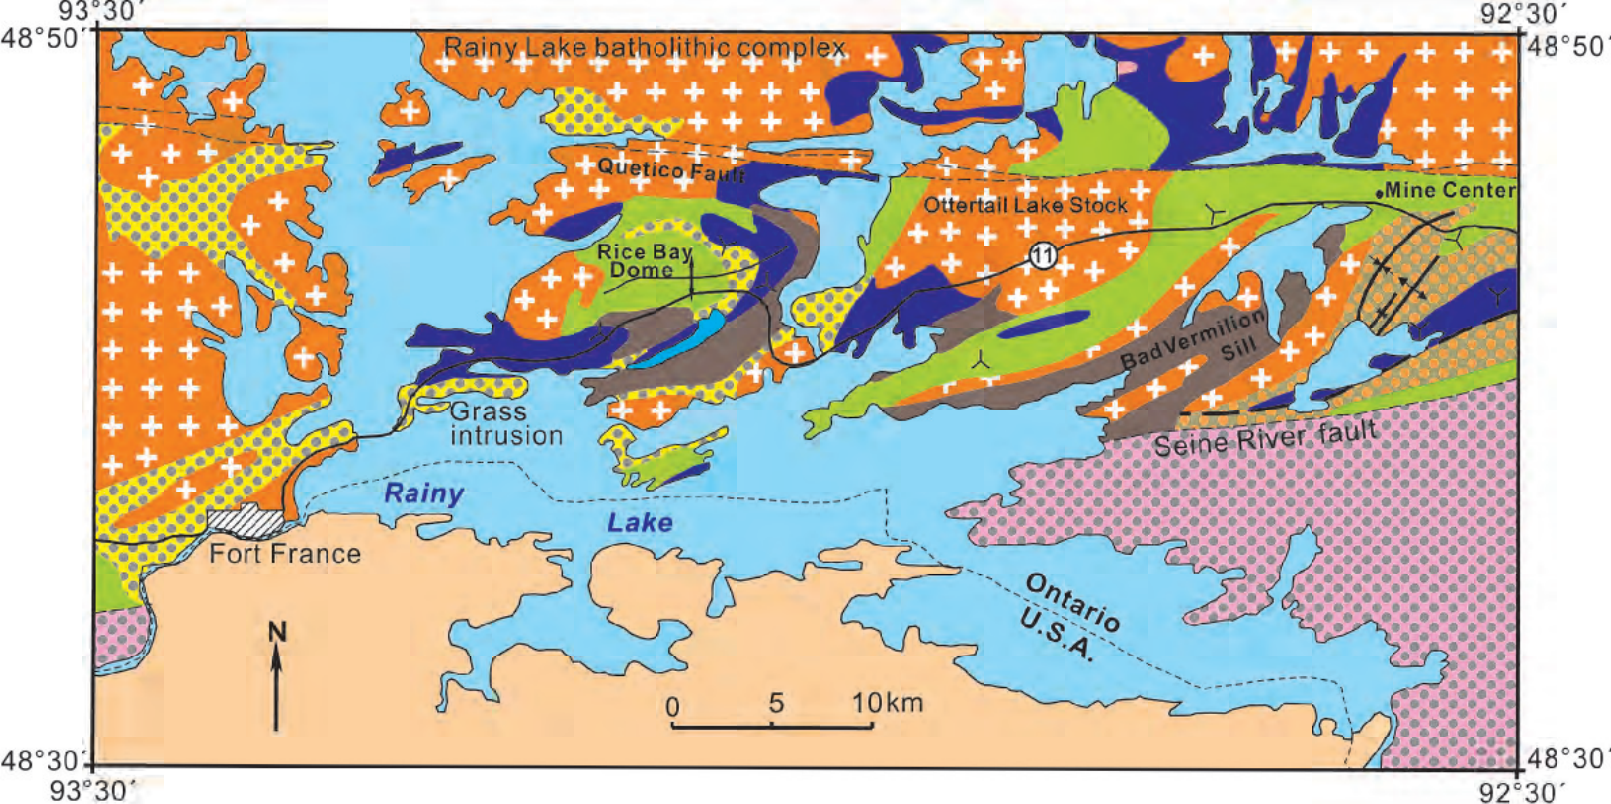 93°30´
92°30´
48°50´
48°50´
Rainy Lake batholithic complex
Quetico Fault
Mine Center
Ottertail Lake Stock
11
Rice Bay
Dome
Bad Vermilion
Sill
Grass
intrusion
Seine River fault
Rainy
Lake
Fort France
Ontario
U.S.A.
N
0 5 10km
48°30´
48°30´
93°30´
92°30´